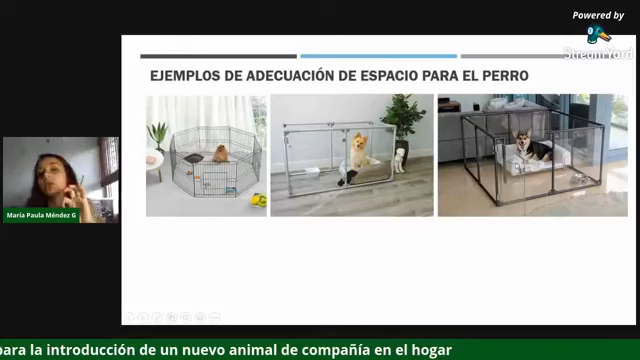 Powered by
StreamYard
EJEMPLOS DE ADECUACIÓN DE ESPACIO PARA EL PERRO
María Paula Méndez G
para la introducción de un nuevo animal de compañía en el hogar